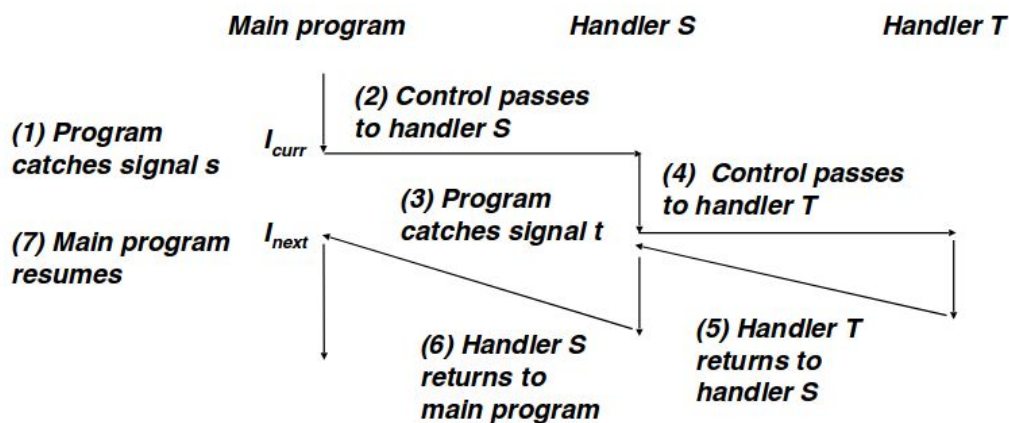 Main program
Handler S
Handler T
(2) Control passes
to handler S
(1) Program
catches signal s
I_curr
(4) Control passes
to handler T
(3) Program
catches signal t
(7) Main program
resumes
I_next
(6) Handler S
returns to
main program
(5) Handler T
returns to
handler S